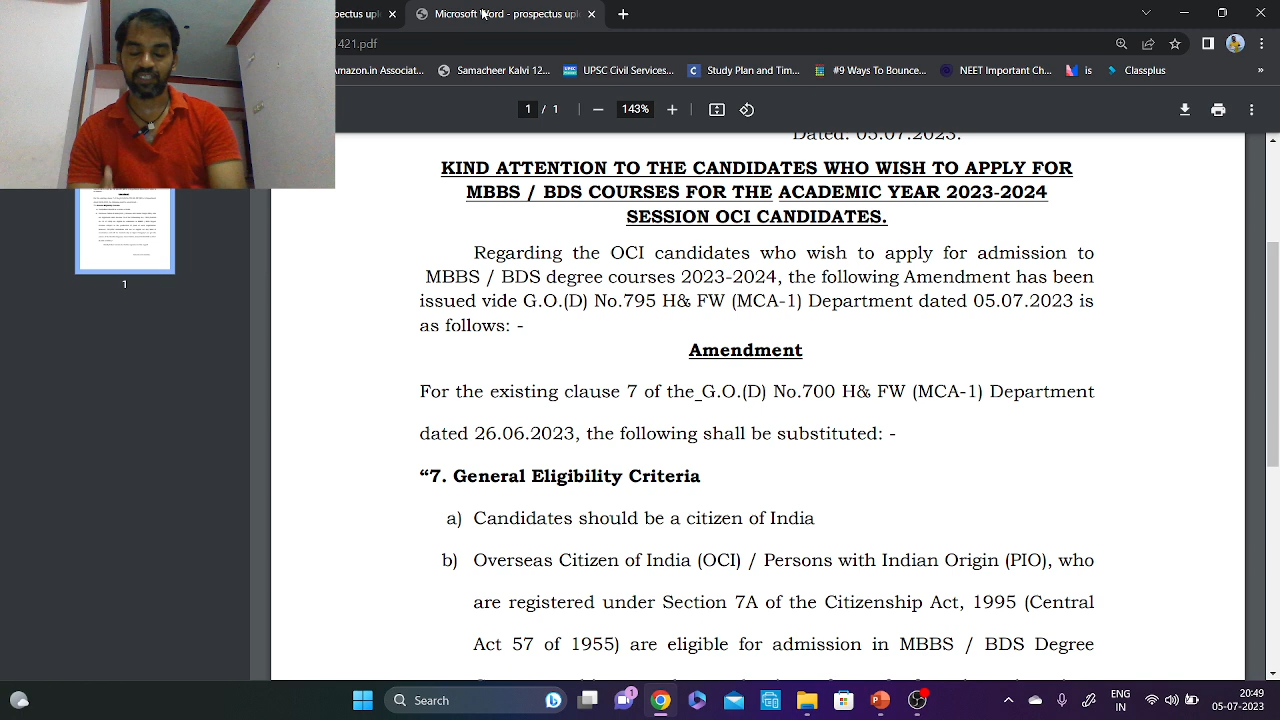 pectus upl
Microsoft Word - prospectus upl
421.pdf
Amazon.in Associat...
Samacheer Kalvi 12...
UPSC Civil Services...
Study Planned Tim...
#91 Ways To Bounc...
NEET Important Ch...
is
Classplus
»
1 / 1
143%
Dated: 05.07.2023.
KIND ATTENTION TO THE CANDIDATES WHO WISH TO APPLY FOR
MBBS/BDS COURSES FOR THE ACADEMIC YEAR 2023-2024
SESSION OCI CANDIDATES.
Regarding the OCI candidates who wish to apply for admission to
MBBS / BDS degree courses 2023-2024, the following Amendment has been
issued vide G.O.(D) No.795 H& FW (MCA-1) Department dated 05.07.2023 is
as follows: -
Amendment
For the existing clause 7 of the G.O.(D) No.700 H& FW (MCA-1) Department
dated 26.06.2023, the following shall be substituted: -
“7. General Eligibility Criteria
a) Candidates should be a citizen of India
b) Overseas Citizen of India (OCI) / Persons with Indian Origin (PIO), who
are registered under Section 7A of the Citizenship Act, 1995 (Central
Act 57 of 1955) are eligible for admission in MBBS / BDS Degree
1
Search
1
ENG
IN
20:49
05-07-2023